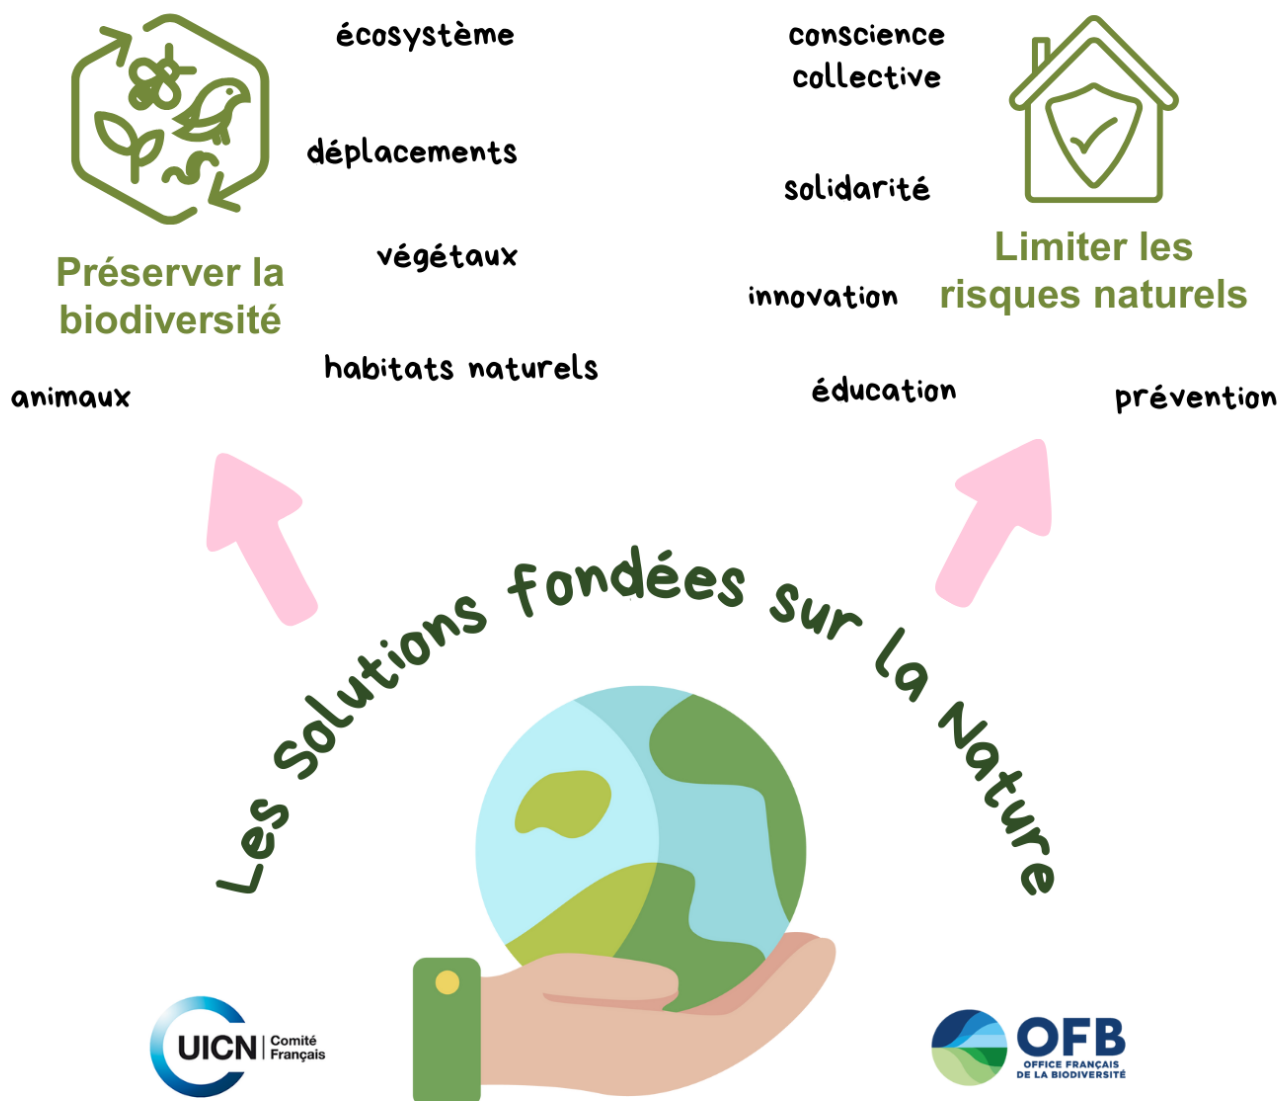 écosystème
déplacements
végétaux
habitats naturels
Préserver la
biodiversité
animaux
conscience
collective
solidarité
innovation
Limiter les
risques naturels
éducation
prévention
Les Solutions fondées sur la Nature
UICN
Comité
Français
OFB
OFFICE FRANÇAIS
DE LA BIODIVERSITÉ